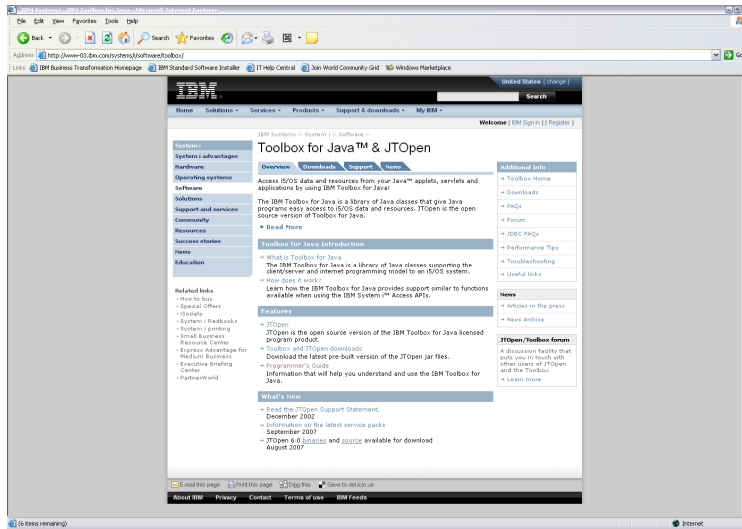 IBM System i - IBM Toolbox for Java - Microsoft Internet Explorer
File Edit View Favorites Tools Help
Back Search Favorites
Address http://www-03.ibm.com/systems/i/software/toolbox/ Go
Links IBM Business Transformation Homepage IBM Standard Software Installer IT Help Central Join World Community Grid Windows Marketplace
United States [ change ]
IBM®
Search
Home Solutions Services Products Support & downloads My IBM
Welcome [ IBM Sign in ] [ Register ]
System i
System i advantages
Hardware
Operating systems
Software
Solutions
Support and services
Community
Resources
Success stories
News
Education
Related links
• How to buy
• Special Offers
• iSociety
• System i Redbooks
• System i printing
• Small Business
Resource Center
• Express Advantage for
Medium Business
• Executive Briefing
Center
• PartnerWorld
IBM Systems > System i > Software >
Toolbox for Java™ & JTOpen
Overview Downloads Support News
Access i5/OS data and resources from your Java™ applets, servlets and
applications by using IBM Toolbox for Java!
The IBM Toolbox for Java is a library of Java classes that give Java
programs easy access to i5/OS data and resources. JTOpen is the open
source version of Toolbox for Java.
Read More
Toolbox for Java Introduction
→ What is Toolbox for Java
The IBM Toolbox for Java is a library of Java classes supporting the
client/server and internet programming model to an i5/OS system.
→ How does it work?
Learn how the IBM Toolbox for Java provides support similar to functions
available when using the IBM System i™ Access APIs.
Features
→ JTOpen
JTOpen is the open source version of the IBM Toolbox for Java licensed
program product.
→ Toolbox and JTOpen downloads
Download the latest pre-built version of the JTOpen jar files.
→ Programmer's Guide
Information that will help you understand and use the IBM Toolbox for
Java.
What's New
→ Read the JTOpen Support Statement.
December 2002
→ Information on the latest service packs
September 2007
→ JTOpen 6.0 binaries and source available for download
August 2007
Additional Info
→ Toolbox Home
→ Downloads
→ FAQs
→ Forum
→ JDBC FAQs
→ Performance Tips
→ Troubleshooting
→ Useful links
News
→ Articles in the press
→ News Archive
JTOpen/Toolbox forum
A discussion facility that
puts you in touch with
other users of JTOpen
and the Toolbox
→ Learn more
E-mail this page Print this page Digg this Save to del.icio.us
About IBM Privacy Contact Terms of use IBM Feeds
(6 items remaining) Internet